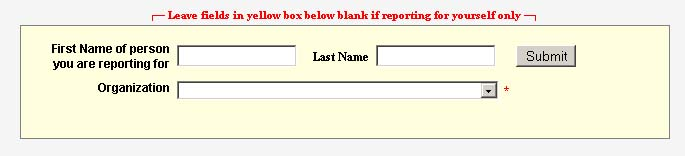 Leave fields in yellow box below blank if reporting for yourself only
First Name of person
you are reporting for
Last Name
Submit
Organization
*